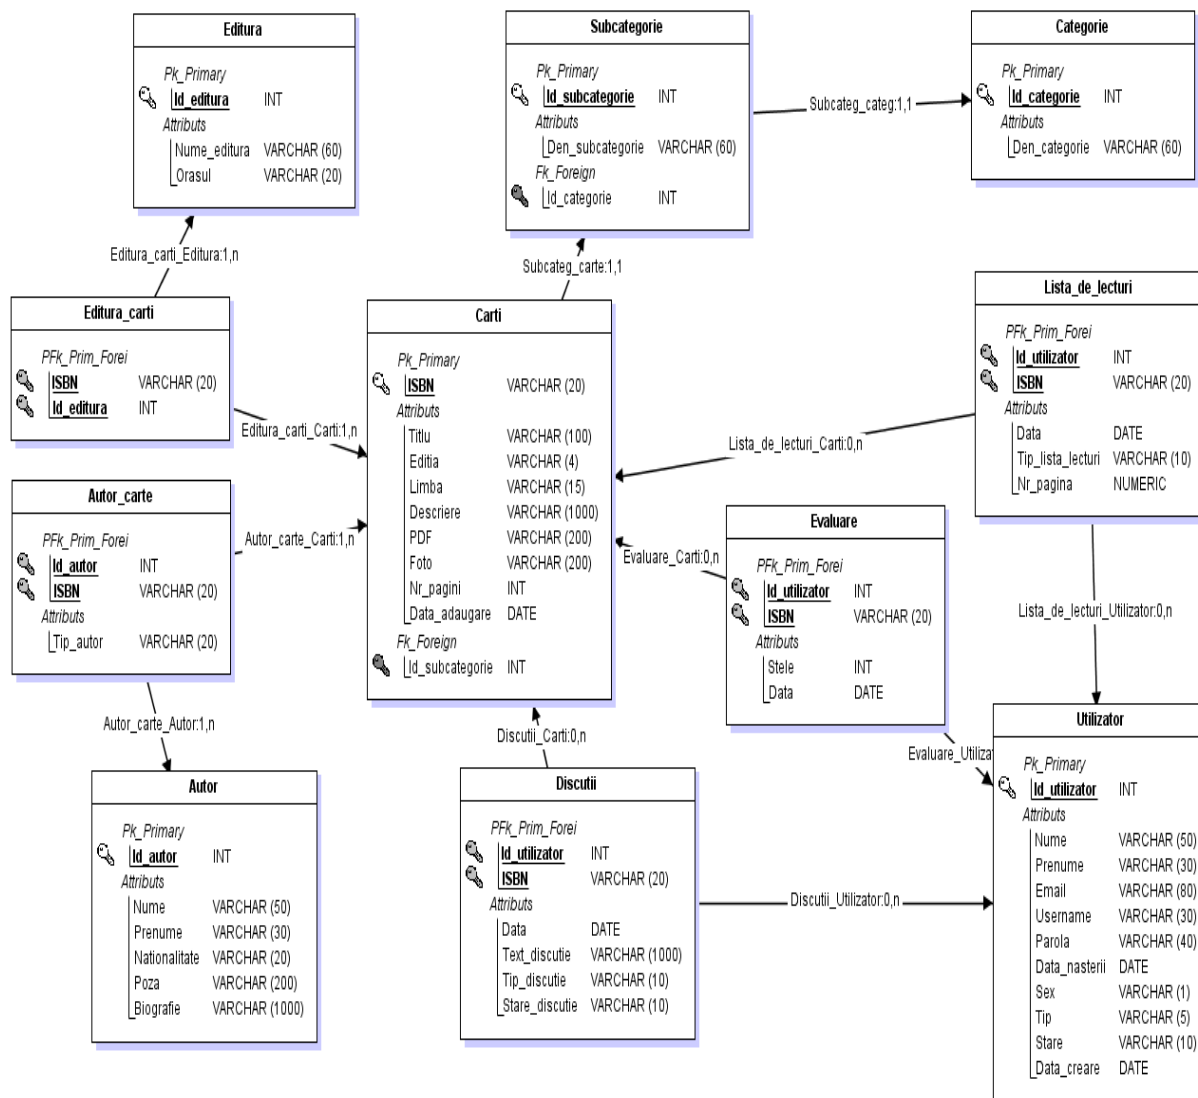 Editura
Pk_Primary
Id_editura INT
Attributs
Nume_editura VARCHAR (60)
Orasul VARCHAR (20)
Subcategorie
Pk_Primary
Id_subcategorie INT
Attributs
Den_subcategorie VARCHAR (60)
Fk_Foreign
Id_categorie INT
Categorie
Pk_Primary
Id_categorie INT
Attributs
Den_categorie VARCHAR (60)
Subcateg_categ:1,1
Editura_carti_Editura:1,n
Subcateg_carte:1,1
Editura_carti
PFk_Prim_Forei
ISBN VARCHAR (20)
Id_editura INT
Editura_carti_Carti:1,n
Carti
Pk_Primary
ISBN VARCHAR (20)
Attributs
Titlu VARCHAR (100)
Editia VARCHAR (4)
Limba VARCHAR (15)
Descriere VARCHAR (1000)
PDF VARCHAR (200)
Foto VARCHAR (200)
Nr_pagini INT
Data_adaugare DATE
Fk_Foreign
Id_subcategorie INT
Lista_de_lecturi
PFk_Prim_Forei
Id_utilizator INT
ISBN VARCHAR (20)
Attributs
Data DATE
Tip_lista_lecturi VARCHAR (10)
Nr_pagina NUMERIC
Lista_de_lecturi_Carti:0,n
Autor_carte
PFk_Prim_Forei
Id_autor INT
ISBN VARCHAR (20)
Attributs
Tip_autor VARCHAR (20)
Autor_carte_Carti:1,n
Evaluare_Carti:0,n
Evaluare
PFk_Prim_Forei
Id_utilizator INT
ISBN VARCHAR (20)
Attributs
Stele INT
Data DATE
Lista_de_lecturi_Utilizator:0,n
Autor_carte_Autor:1,n
Discutii_Carti:0,n
Evaluare_Utilizat
Autor
Pk_Primary
Id_autor INT
Attributs
Nume VARCHAR (50)
Prenume VARCHAR (30)
Nationalitate VARCHAR (20)
Poza VARCHAR (200)
Biografie VARCHAR (1000)
Discutii
PFk_Prim_Forei
Id_utilizator INT
ISBN VARCHAR (20)
Attributs
Data DATE
Text_discutie VARCHAR (1000)
Tip_discutie VARCHAR (10)
Stare_discutie VARCHAR (10)
Discutii_Utilizator:0,n
Utilizator
Pk_Primary
Id_utilizator INT
Attributs
Nume VARCHAR (50)
Prenume VARCHAR (30)
Email VARCHAR (80)
Username VARCHAR (30)
Parola VARCHAR (40)
Data_nasterii DATE
Sex VARCHAR (1)
Tip VARCHAR (5)
Stare VARCHAR (10)
Data_creare DATE